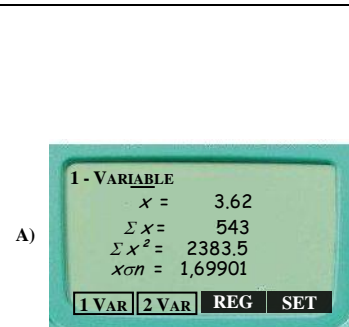 1 - VARIABLE
x = 3.62
Σx = 543
A)
Σx² = 2383.5
xσn = 1,69901
1 VAR 2 VAR REG SET